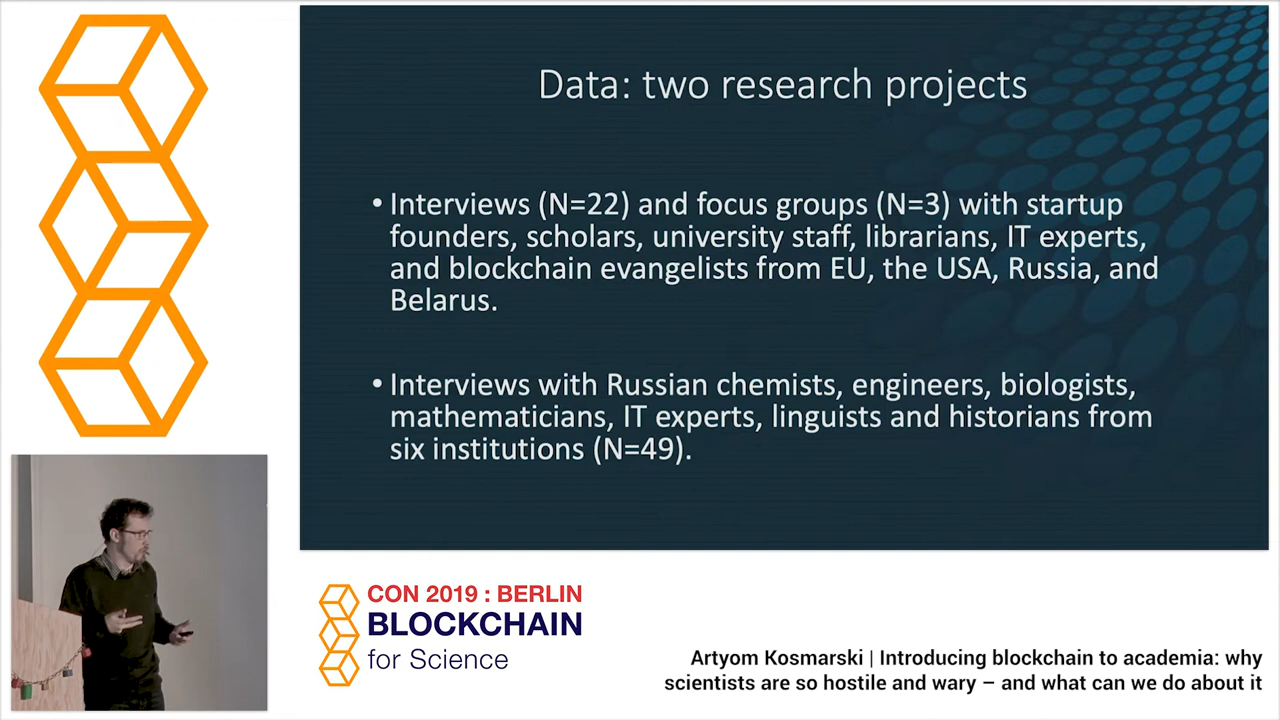 Data: two research projects
• Interviews (N=22) and focus groups (N=3) with startup
founders, scholars, university staff, librarians, IT experts,
and blockchain evangelists from EU, the USA, Russia, and
Belarus.
• Interviews with Russian chemists, engineers, biologists,
mathematicians, IT experts, linguists and historians from
six institutions (N=49).
CON 2019 : BERLIN
BLOCKCHAIN
for Science
Artyom Kosmarski | Introducing blockchain to academia: why
scientists are so hostile and wary – and what can we do about it